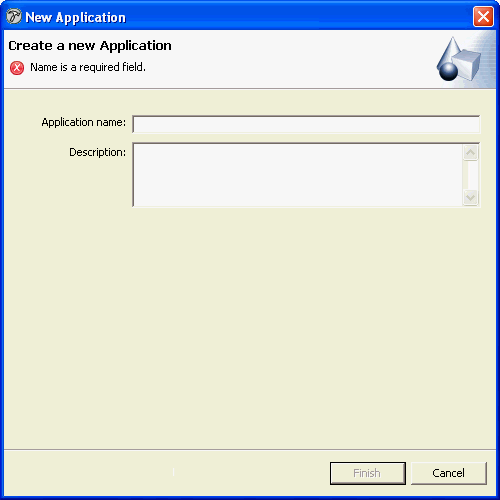 New Application
Create a new Application
Name is a required field.
Application name:
Description:
Finish
Cancel